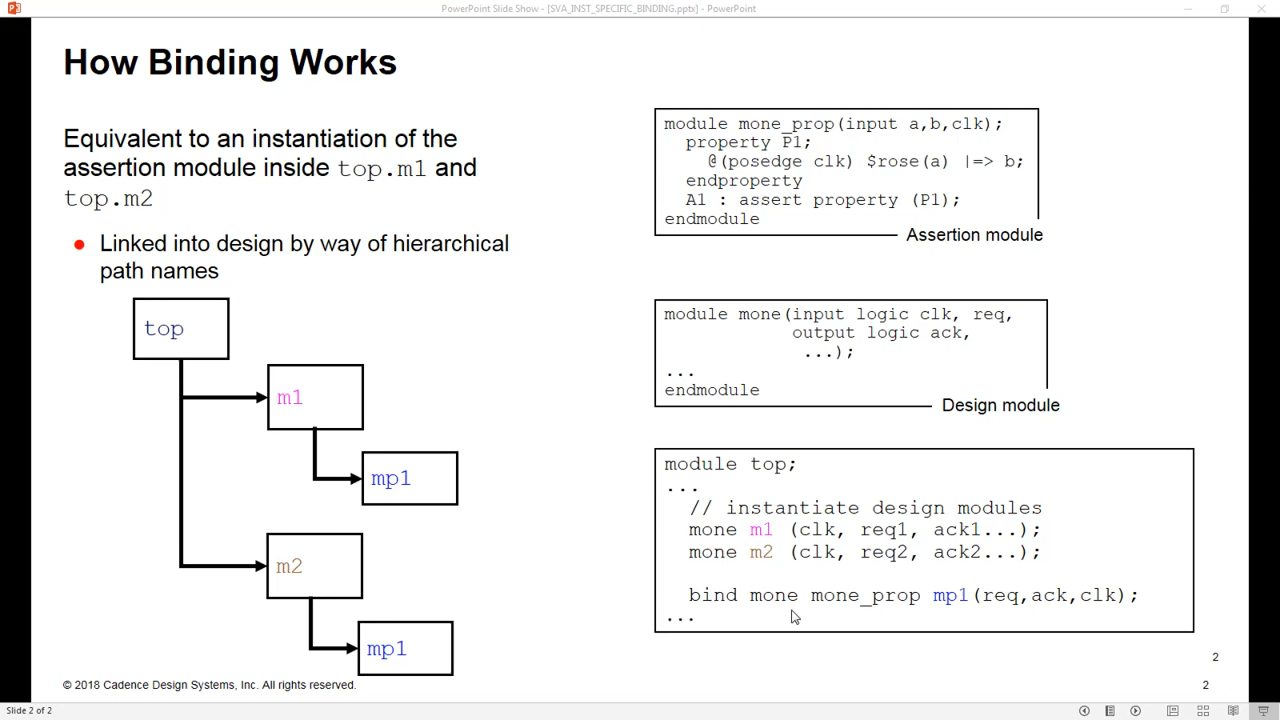 PowerPoint Slide Show - [SVA_INST_SPECIFIC_BINDING.pptx] - PowerPoint
How Binding Works
Equivalent to an instantiation of the
assertion module inside top.m1 and
top.m2
Linked into design by way of hierarchical
path names
top
m1
mp1
m2
mp1
module mone_prop(input a,b,clk);
property P1;
@(posedge clk) $rose(a) |=> b;
endproperty
A1 : assert property (P1);
endmodule
Assertion module
module mone(input logic clk, req,
output logic ack,
...);
...
endmodule
Design module
module top;
...
// instantiate design modules
mone m1 (clk, req1, ack1...);
mone m2 (clk, req2, ack2...);
bind mone mone_prop mp1(req,ack,clk);
...
2
© 2018 Cadence Design Systems, Inc. All rights reserved.
2
Slide 2 of 2